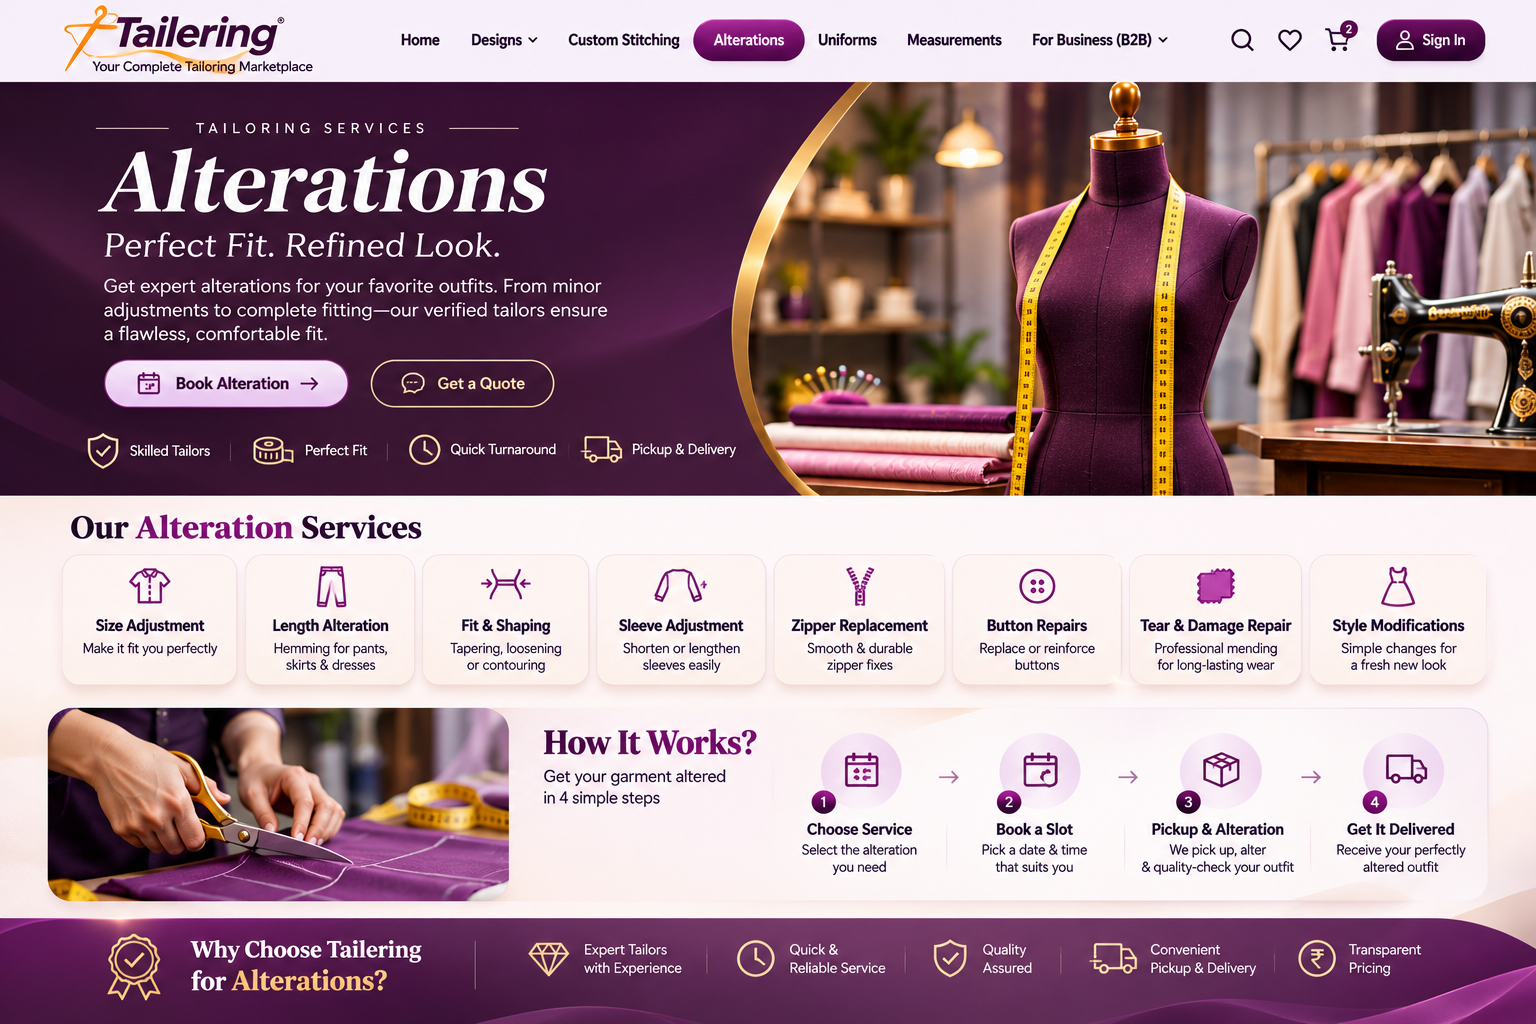 Tailering®
Your Complete Tailoring Marketplace
Home
Designs
Custom Stitching
Alterations
Uniforms
Measurements
For Business (B2B)
2
Sign In
TAILORING SERVICES
Alterations
Perfect Fit. Refined Look.
Get expert alterations for your favorite outfits. From minor
adjustments to complete fitting—our verified tailors ensure
a flawless, comfortable fit.
Book Alteration
Get a Quote
Skilled Tailors
Perfect Fit
Quick Turnaround
Pickup & Delivery
Our Alteration Services
Size Adjustment
Make it fit you perfectly
Length Alteration
Hemming for pants,
skirts & dresses
Fit & Shaping
Tapering, loosening
or contouring
Sleeve Adjustment
Shorten or lengthen
sleeves easily
Zipper Replacement
Smooth & durable
zipper fixes
Button Repairs
Replace or reinforce
buttons
Tear & Damage Repair
Professional mending
for long-lasting wear
Style Modifications
Simple changes for
a fresh new look
How It Works?
Get your garment altered
in 4 simple steps
1
Choose Service
Select the alteration
you need
2
Book a Slot
Pick a date & time
that suits you
3
Pickup & Alteration
We pick up, alter
& quality-check your outfit
4
Get It Delivered
Receive your perfectly
altered outfit
Why Choose Tailering
for Alterations?
Expert Tailors
with Experience
Quick &
Reliable Service
Quality
Assured
Convenient
Pickup & Delivery
₹
Transparent
Pricing